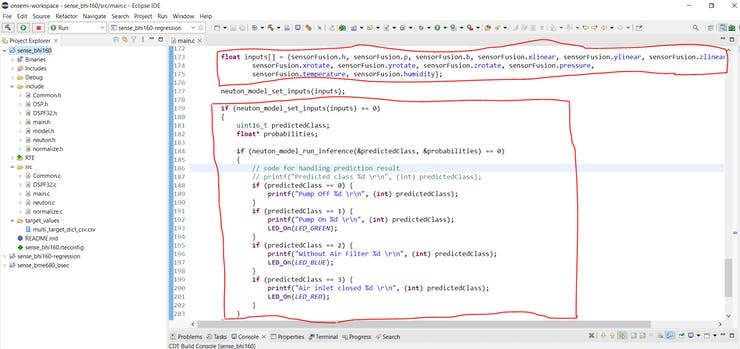 onsemi-workspace - sense_bhi160/src/main.c - Eclipse IDE
File Edit Source Refactor Navigate Search Project Run Window Help
Run
sense_bhi160-regression
Project Explorer
main.c
sense_bhi160
Binaries
Includes
Debug
include
Common.h
DSP.h
DSPF32.h
main.h
model.h
neuton.h
normalize.h
RTE
src
Common.c
DSPF32.c
main.c
neuton.c
normalize.c
target_values
multi_target_dict_csv.csv
README.md
sense_bhi160.rteconfig
sense_bhi160-regression
sense_bme680_bsec
172
173 float inputs[] = {sensorFusion.h, sensorFusion.p, sensorFusion.b, sensorFusion.xlinear, sensorFusion.ylinear, sensorFusion.zlinear
174 sensorFusion.xrotate, sensorFusion.yrotate, sensorFusion.zrotate, sensorFusion.pressure,
175 sensorFusion.temperature, sensorFusion.humidity};
176
177 neuton_model_set_inputs(inputs);
178
179 if (neuton_model_set_inputs(inputs) == 0)
180 {
181 uint16_t predictedClass;
182 float* probabilities;
183
184 if (neuton_model_run_inference(&predictedClass, &probabilities) == 0)
185 {
186 // code for handling prediction result
187 // printf("Predicted class %d \r\n", (int) predictedClass);
188 if (predictedClass == 0) {
189 printf("Pump Off %d \r\n", (int) predictedClass);
190 }
191 if (predictedClass == 1) {
192 printf("Pump On %d \r\n", (int) predictedClass);
193 LED_On(LED_GREEN);
194 }
195 if (predictedClass == 2) {
196 printf("Without Air Filter %d \r\n", (int) predictedClass);
197 LED_On(LED_BLUE);
198 }
199 if (predictedClass == 3) {
200 printf("Air inlet closed %d \r\n", (int) predictedClass);
201 LED_On(LED_RED);
202 }
203 }
Problems Tasks Console Properties Terminal Progress Search
CDT Build Console [sense_bhi160]